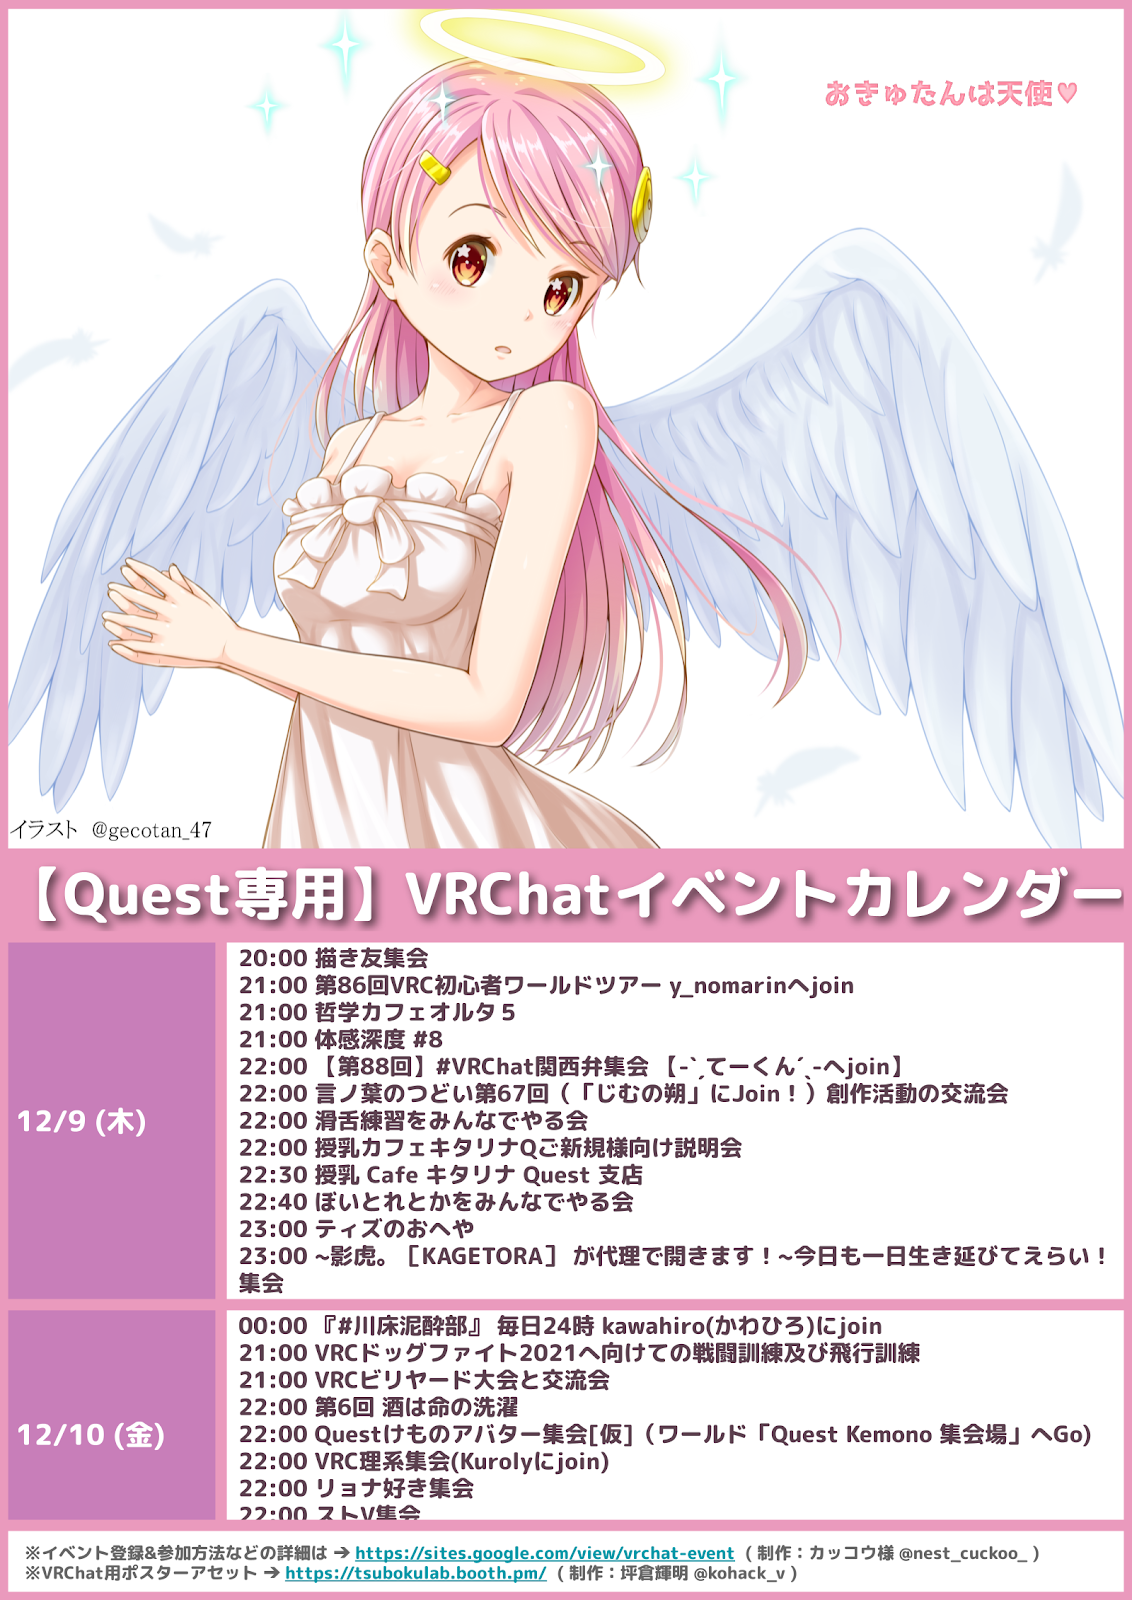 おきゅたんは天使♥
イラスト @gecotan_47
【Quest専用】VRChatイベントカレンダー
12/9 (木)
20:00 描き友集会
21:00 第86回VRC初心者ワールドツアー y_nomarinへjoin
21:00 哲学カフェオルタ５
21:00 体感深度 #8
22:00 【第88回】#VRChat関西弁集会 【-`ˏてーくん´ˎ-へjoin】
22:00 言ノ葉のつどい第67回（「じむの朔」にJoin！）創作活動の交流会
22:00 滑舌練習をみんなでやる会
22:00 授乳カフェキタリナQご新規様向け説明会
22:30 授乳 Cafe キタリナ Quest 支店
22:40 ぼいとれとかをみんなでやる会
23:00 ティズのおへや
23:00 ~影虎。［KAGETORA］ が代理で開きます！~今日も一日生き延びてえらい！
集会
12/10 (金)
00:00 『#川床泥酔部』 毎日24時 kawahiro(かわひろ)にjoin
21:00 VRCドッグファイト2021へ向けての戦闘訓練及び飛行訓練
21:00 VRCビリヤード大会と交流会
22:00 第6回 酒は命の洗濯
22:00 Questけものアバター集会[仮]（ワールド「Quest Kemono 集会場」へGo)
22:00 VRC理系集会(Kurolyにjoin)
22:00 リョナ好き集会
22:00 ストV集会
※イベント登録&参加方法などの詳細は ➔ https://sites.google.com/view/vrchat-event （制作：カッコウ様 @nest_cuckoo_ ）
※VRChat用ポスターアセット ➔ https://tsubokulab.booth.pm/ （制作：坪倉輝明 @kohack_v ）